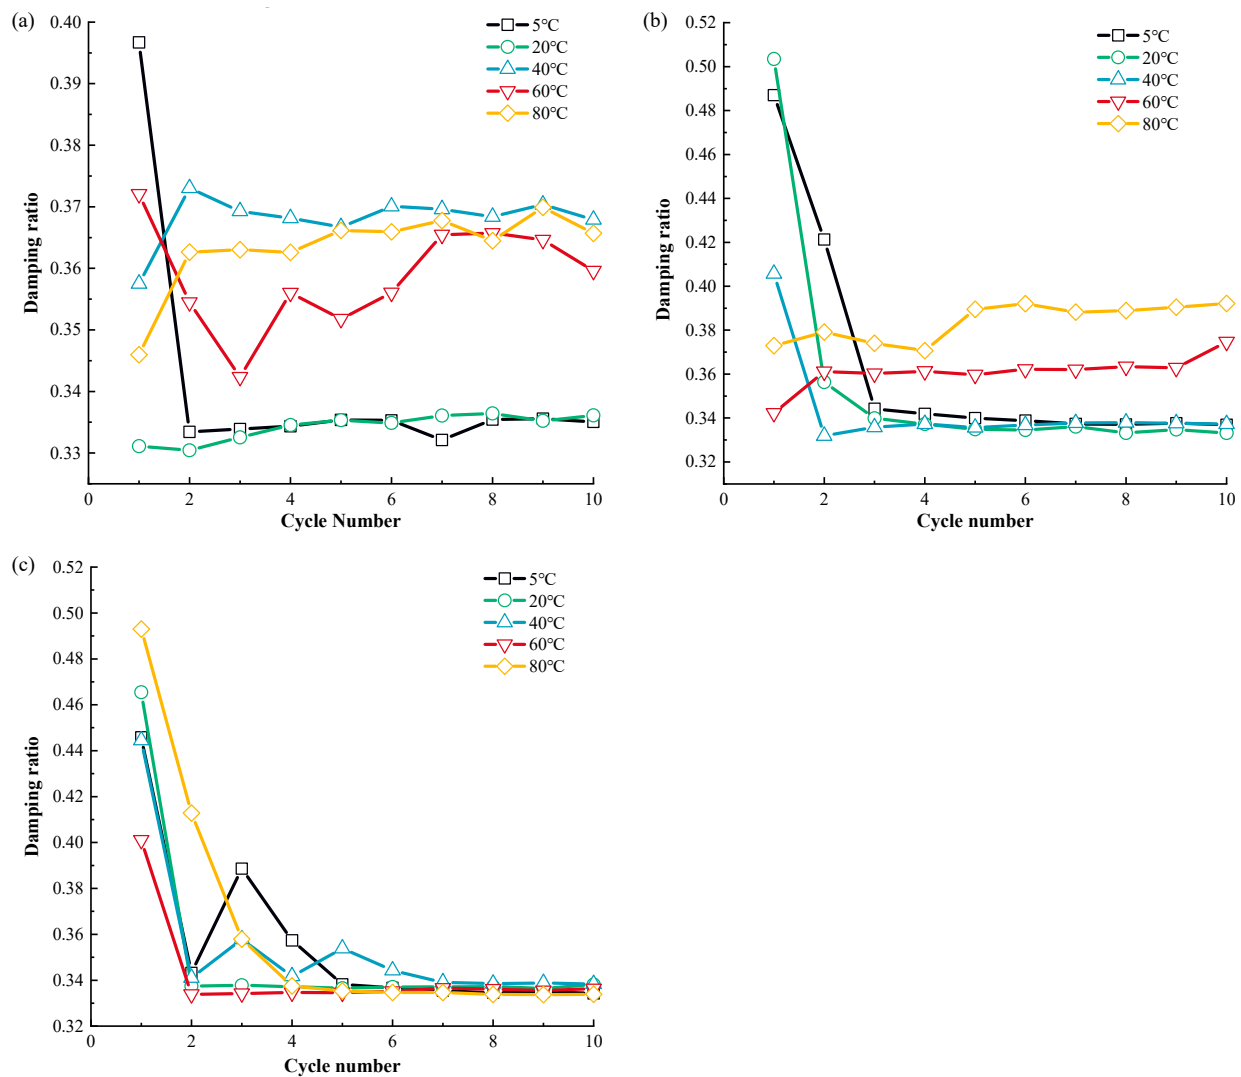 (a)
0.40
0.39
0.38
0.37
0.36
0.35
0.34
0.33
Damping ratio
0 2 4 6 8 10
Cycle Number
5°C
20°C
40°C
60°C
80°C
(b)
0.52
0.50
0.48
0.46
0.44
0.42
0.40
0.38
0.36
0.34
0.32
Damping ratio
0 2 4 6 8 10
Cycle number
5°C
20°C
40°C
60°C
80°C
(c)
0.52
0.50
0.48
0.46
0.44
0.42
0.40
0.38
0.36
0.34
0.32
Damping ratio
0 2 4 6 8 10
Cycle number
5°C
20°C
40°C
60°C
80°C